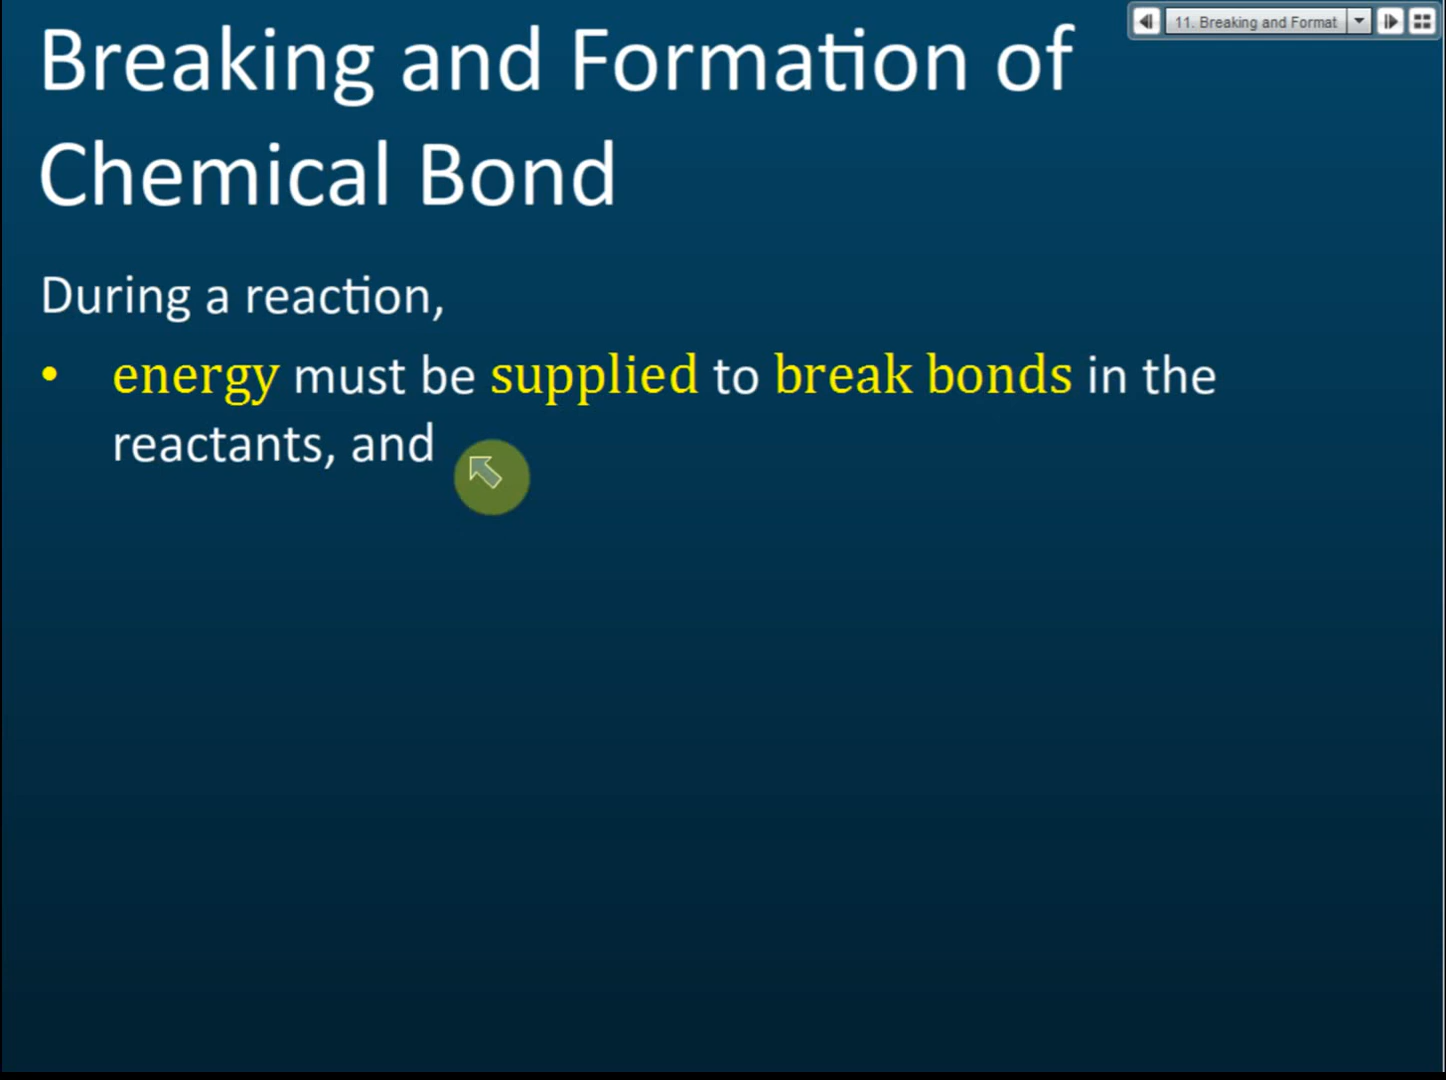 11. Breaking and Format
Breaking and Formation of
Chemical Bond
During a reaction,
• energy must be supplied to break bonds in the
reactants, and